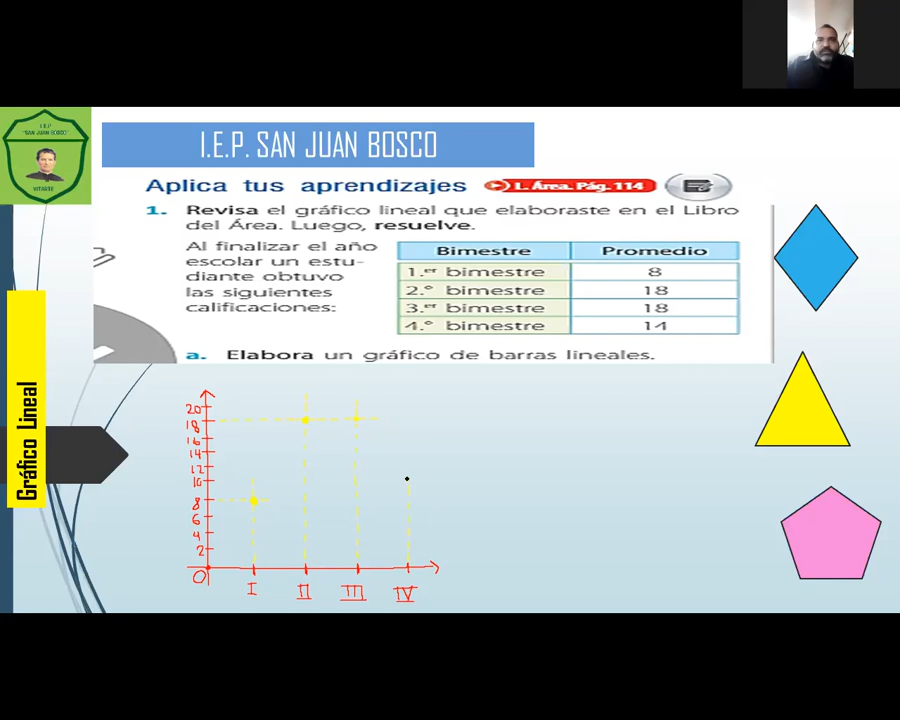 I.E.P
"SAN JUAN BOSCO"
VITARTE
I.E.P. SAN JUAN BOSCO
Aplica tus aprendizajes
L. Área. Pág. 114
1. Revisa el gráfico lineal que elaboraste en el Libro
del Área. Luego, resuelve.
Al finalizar el año
escolar un estu-
diante obtuvo
las siguientes
calificaciones:
Bimestre Promedio
1.er bimestre 8
2.° bimestre 18
3.er bimestre 18
4.° bimestre 14
a. Elabora un gráfico de barras lineales.
Gráfico Lineal
20
18
16
14
12
10
8
6
4
2
0
I II III IV